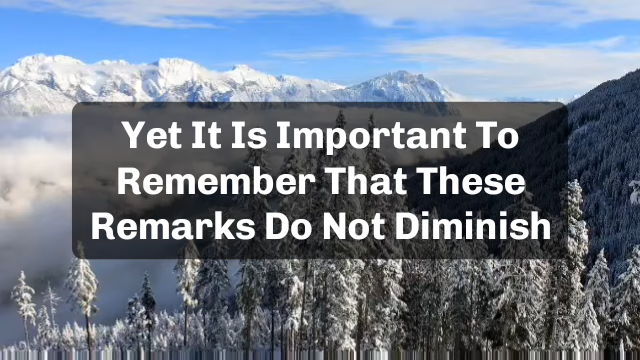 Yet It Is Important To
Remember That These
Remarks Do Not Diminish